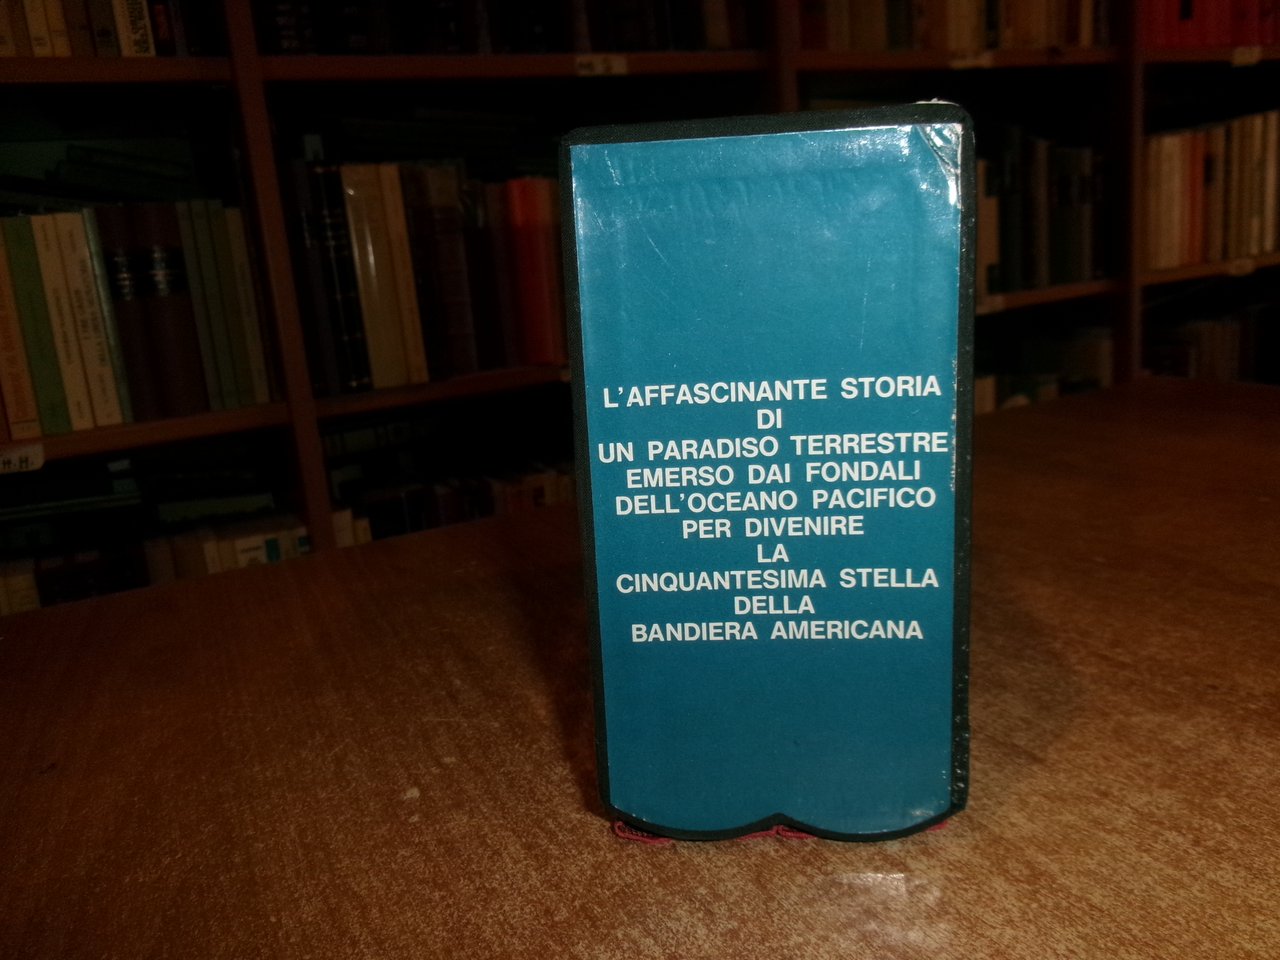 L'AFFASCINANTE STORIA
DI
UN PARADISO TERRESTRE
EMERSO DAI FONDALI
DELL'OCEANO PACIFICO
PER DIVENIRE
LA
CINQUANTESIMA STELLA
DELLA
BANDIERA AMERICANA
H.H.